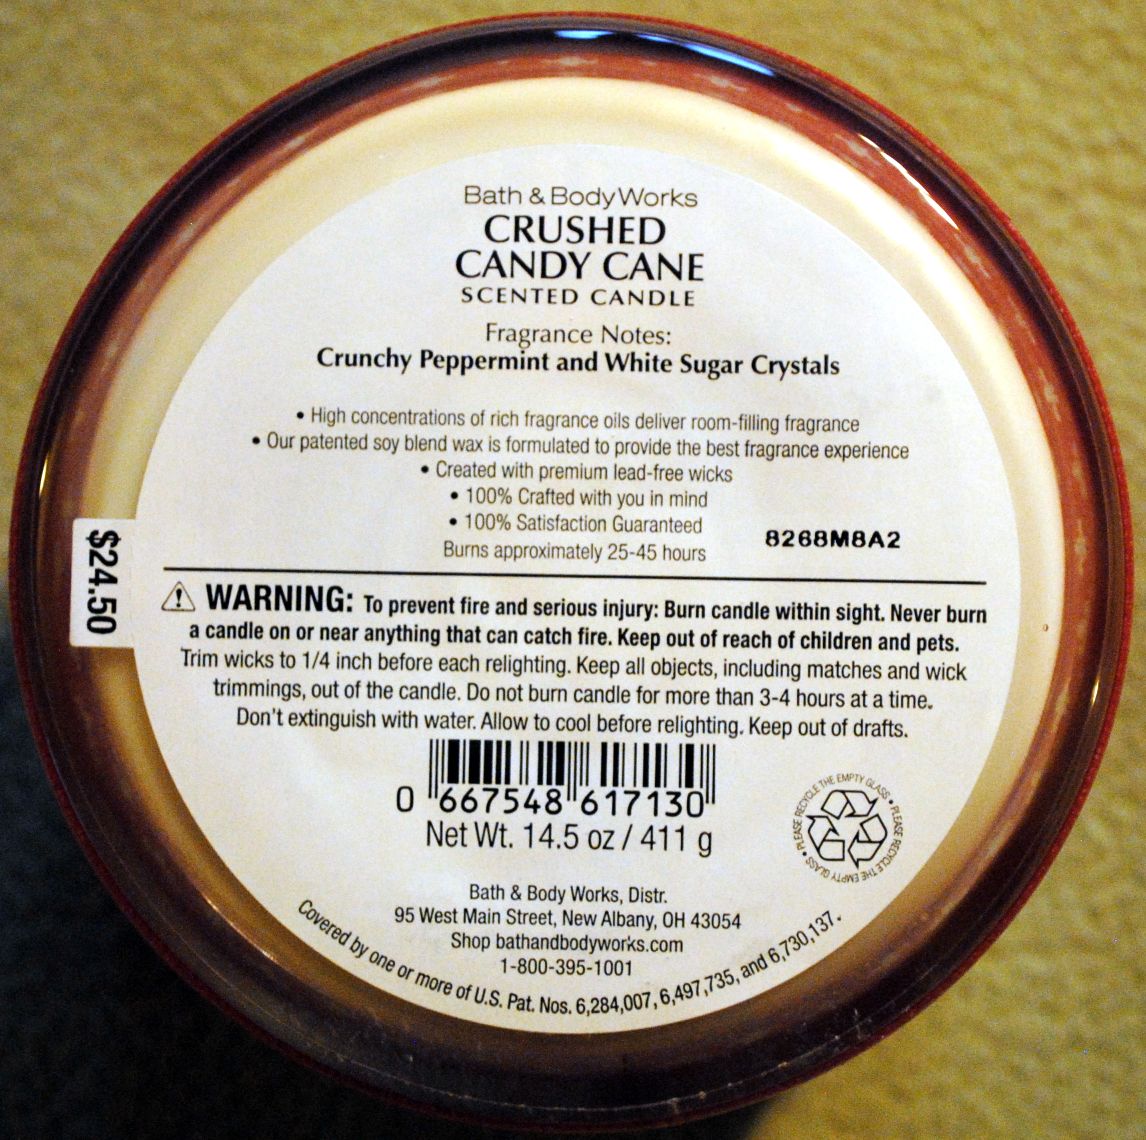 Bath & Body Works
CRUSHED
CANDY CANE
SCENTED CANDLE
Fragrance Notes:
Crunchy Peppermint and White Sugar Crystals
• High concentrations of rich fragrance oils deliver room-filling fragrance
• Our patented soy blend wax is formulated to provide the best fragrance experience
• Created with premium lead-free wicks
• 100% Crafted with you in mind
• 100% Satisfaction Guaranteed
Burns approximately 25-45 hours
8268M8A2
$24.50
WARNING: To prevent fire and serious injury: Burn candle within sight. Never burn
a candle on or near anything that can catch fire. Keep out of reach of children and pets.
Trim wicks to 1/4 inch before each relighting. Keep all objects, including matches and wick
trimmings, out of the candle. Do not burn candle for more than 3-4 hours at a time.
Don't extinguish with water. Allow to cool before relighting. Keep out of drafts.
0 667548 617130
Net Wt. 14.5 oz / 411 g
• PLEASE RECYCLE THE EMPTY GLASS • PLEASE RECYCLE THE EMPTY GLASS
Bath & Body Works, Distr.
95 West Main Street, New Albany, OH 43054
Shop bathandbodyworks.com
1-800-395-1001
Covered by one or more of U.S. Pat. Nos. 6,284,007, 6,497,735, and 6,730,137.